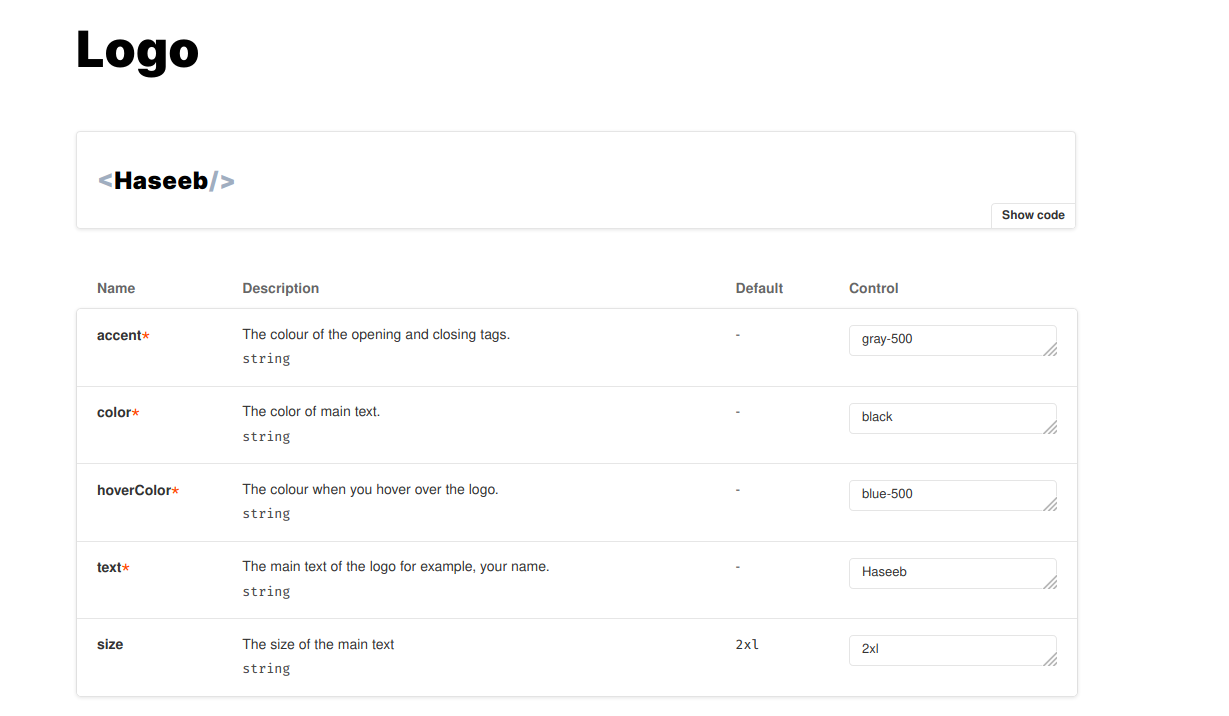 Logo
<Haseeb/>
Show code
Name Description Default Control
accent* The colour of the opening and closing tags. - gray-500
string
color* The color of main text. - black
string
hoverColor* The colour when you hover over the logo. - blue-500
string
text* The main text of the logo for example, your name. - Haseeb
string
size The size of the main text 2xl 2xl
string